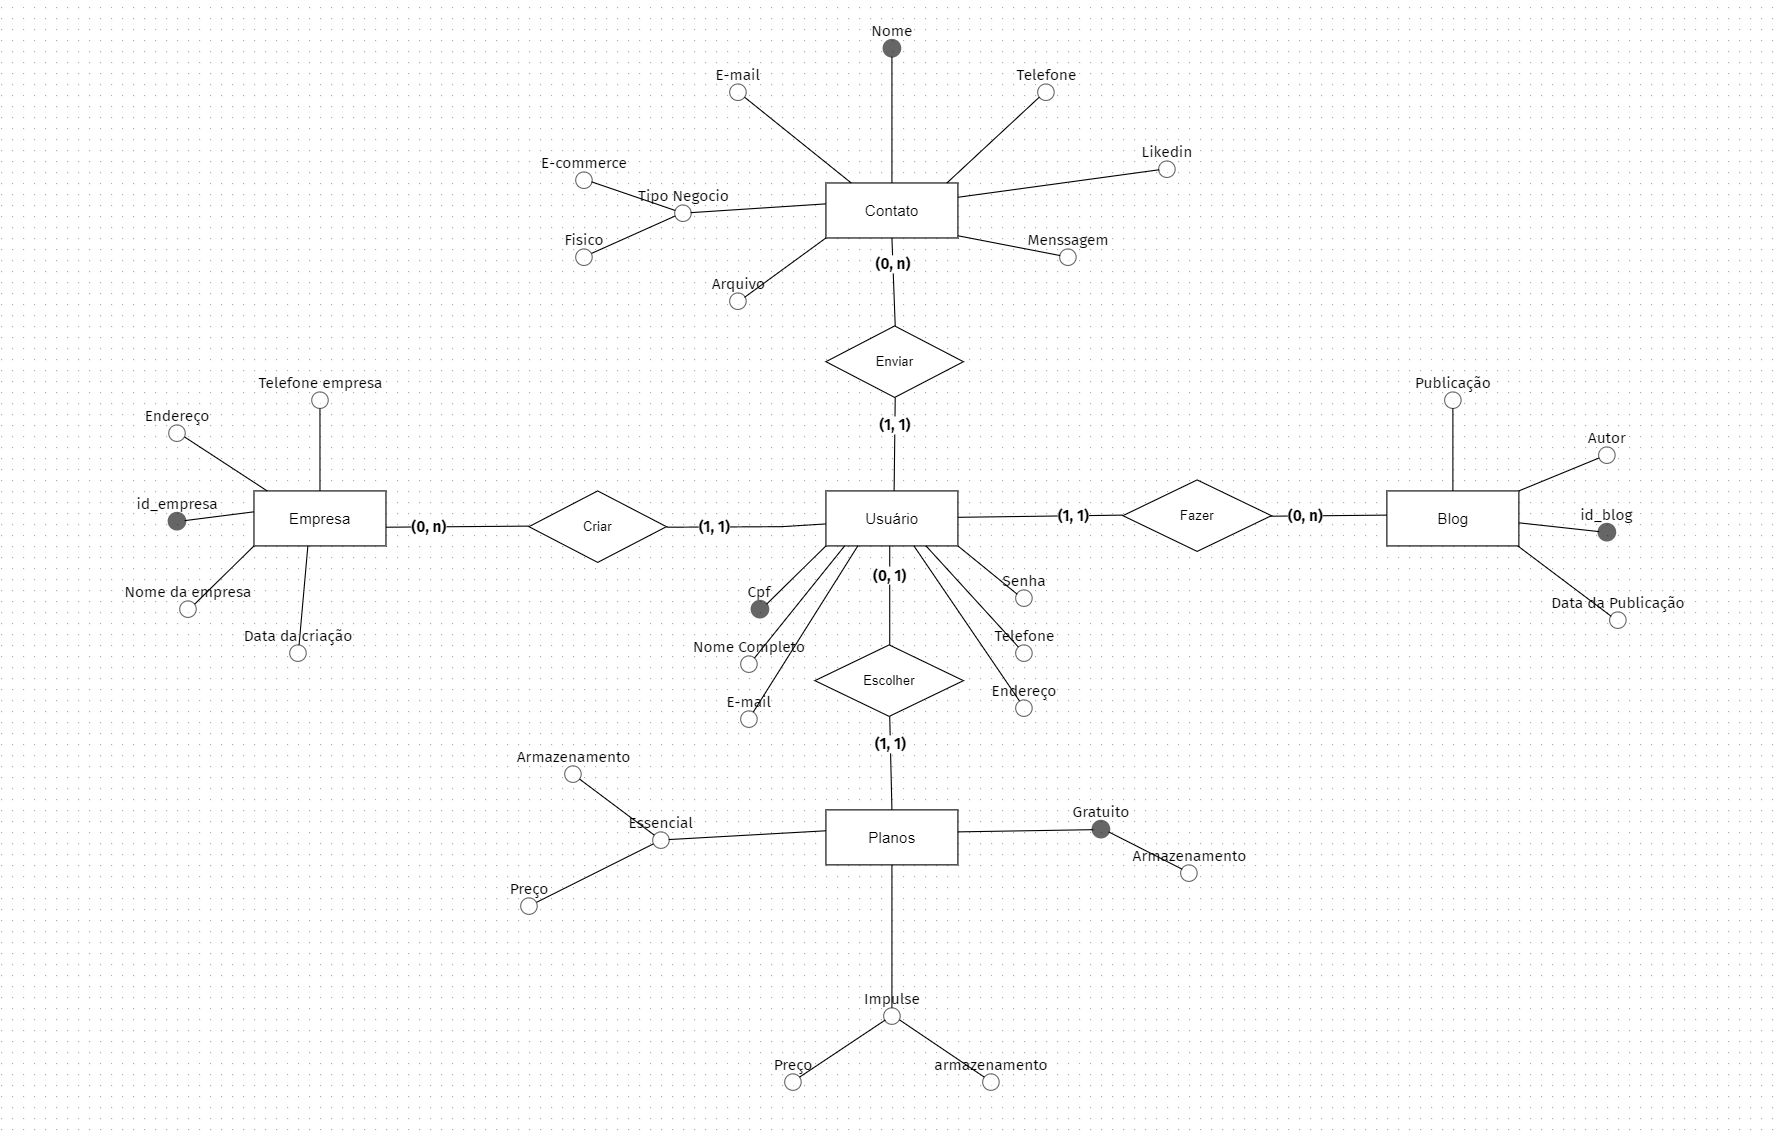 Nome
E-mail
Telefone
Likedin
E-commerce
Tipo Negocio
Contato
Fisico
Menssagem
Arquivo
(0, n)
Enviar
(1, 1)
Telefone empresa
Endereço
id_empresa
Empresa
Nome da empresa
Data da criação
(0, n)
Criar
(1, 1)
Usuário
(1, 1)
Fazer
(0, n)
Publicação
Autor
Blog
id_blog
Data da Publicação
Cpf
Nome Completo
E-mail
(0, 1)
Senha
Telefone
Endereço
Escolher
(1, 1)
Armazenamento
Essencial
Preço
Planos
Gratuito
Armazenamento
Impulse
Preço
armazenamento